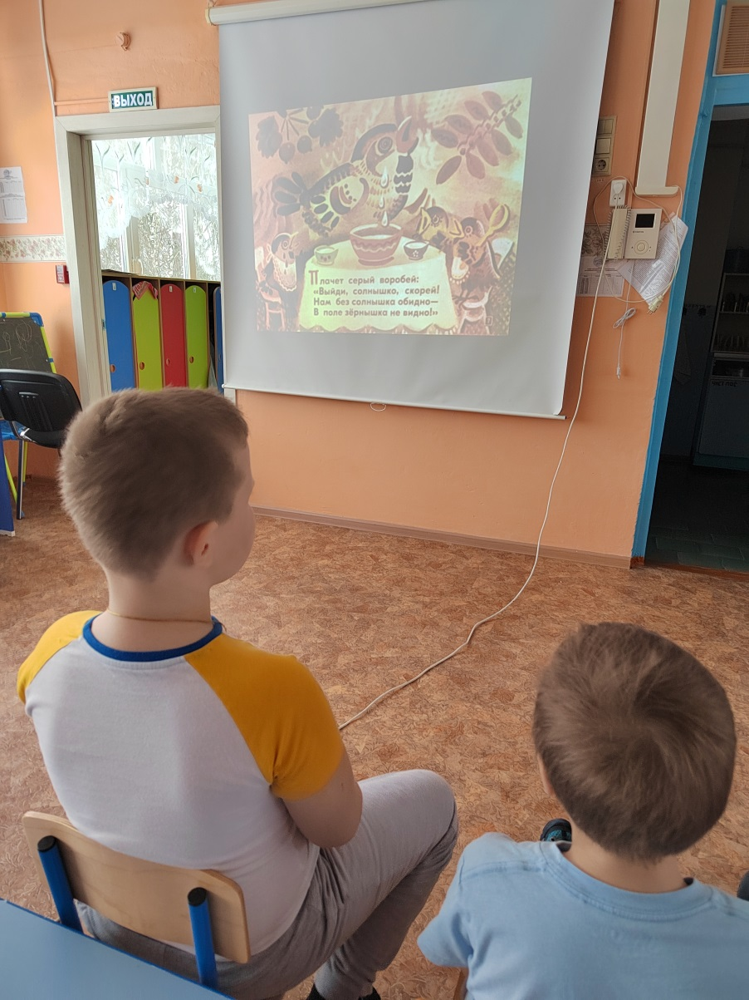 ВЫХОД
Плачет серый воробей:
«Выйди, солнышко, скорей!
Нам без солнышка обидно—
В поле зёрнышка не видно!»